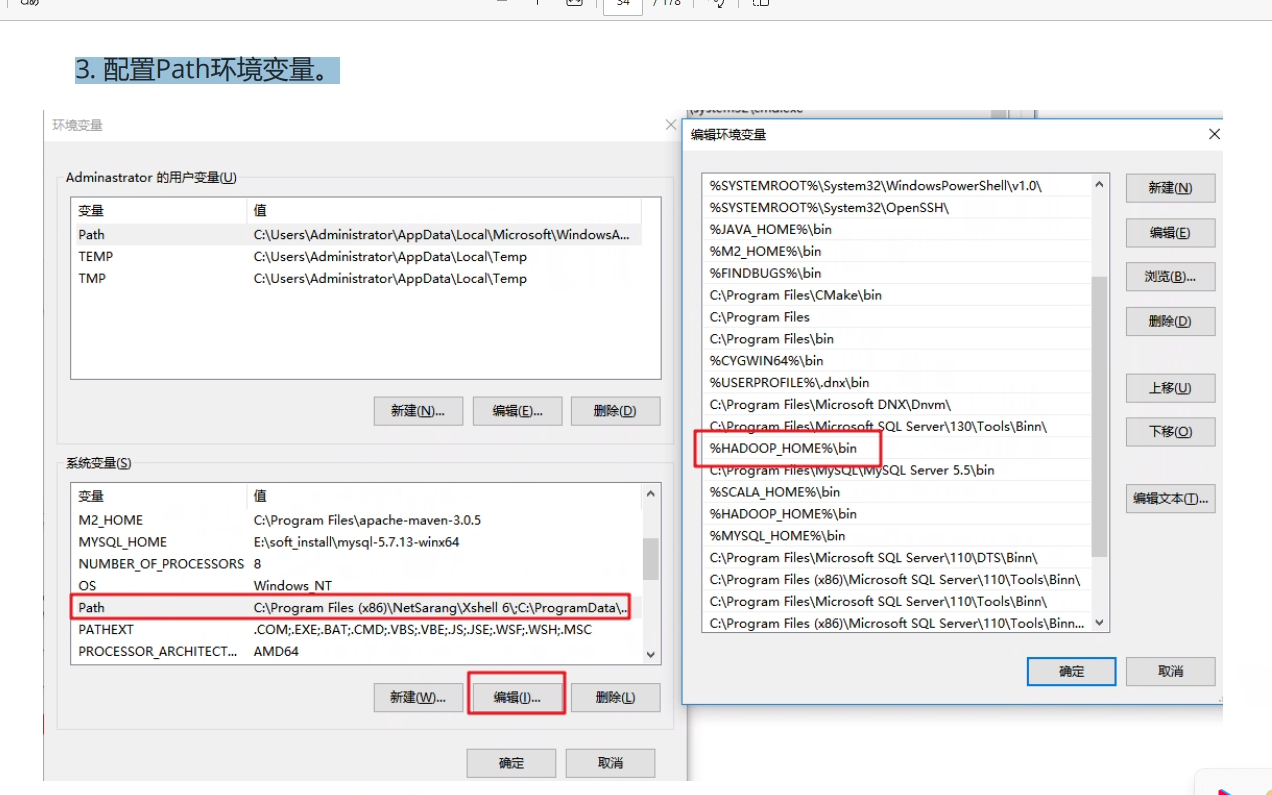 34 / 178
3. 配置Path环境变量。
环境变量
Adminastrator 的用户变量(U)
变量 值
Path C:\Users\Administrator\AppData\Local\Microsoft\WindowsA...
TEMP C:\Users\Administrator\AppData\Local\Temp
TMP C:\Users\Administrator\AppData\Local\Temp
新建(N)... 编辑(E)... 删除(D)
系统变量(S)
变量 值
M2_HOME C:\Program Files\apache-maven-3.0.5
MYSQL_HOME E:\soft_install\mysql-5.7.13-winx64
NUMBER_OF_PROCESSORS 8
OS Windows_NT
Path C:\Program Files (x86)\NetSarang\Xshell 6\;C:\ProgramData\...
PATHEXT .COM;.EXE;.BAT;.CMD;.VBS;.VBE;.JS;.JSE;.WSF;.WSH;.MSC
PROCESSOR_ARCHITECT... AMD64
新建(W)... 编辑(I)... 删除(L)
确定 取消
\system32\cmd.exe
编辑环境变量
%SYSTEMROOT%\System32\WindowsPowerShell\v1.0\
%SYSTEMROOT%\System32\OpenSSH\
%JAVA_HOME%\bin
%M2_HOME%\bin
%FINDBUGS%\bin
C:\Program Files\CMake\bin
C:\Program Files
C:\Program Files\bin
%CYGWIN64%\bin
%USERPROFILE%\.dnx\bin
C:\Program Files\Microsoft DNX\Dnvm\
C:\Program Files\Microsoft SQL Server\130\Tools\Binn\
%HADOOP_HOME%\bin
C:\Program Files\MySQL\MySQL Server 5.5\bin
%SCALA_HOME%\bin
%HADOOP_HOME%\bin
%MYSQL_HOME%\bin
C:\Program Files\Microsoft SQL Server\110\DTS\Binn\
C:\Program Files (x86)\Microsoft SQL Server\110\Tools\Binn\
C:\Program Files\Microsoft SQL Server\110\Tools\Binn\
C:\Program Files (x86)\Microsoft SQL Server\110\Tools\Binn...
新建(N)
编辑(E)
浏览(B)...
删除(D)
上移(U)
下移(O)
编辑文本(T)...
确定 取消